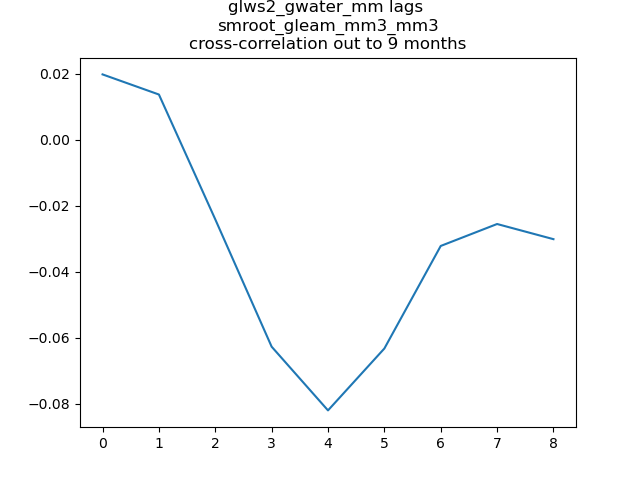 glws2_gwater_mm lags
smroot_gleam_mm3_mm3
cross-correlation out to 9 months
0.02
0.00
−0.02
−0.04
−0.06
−0.08
0 1 2 3 4 5 6 7 8